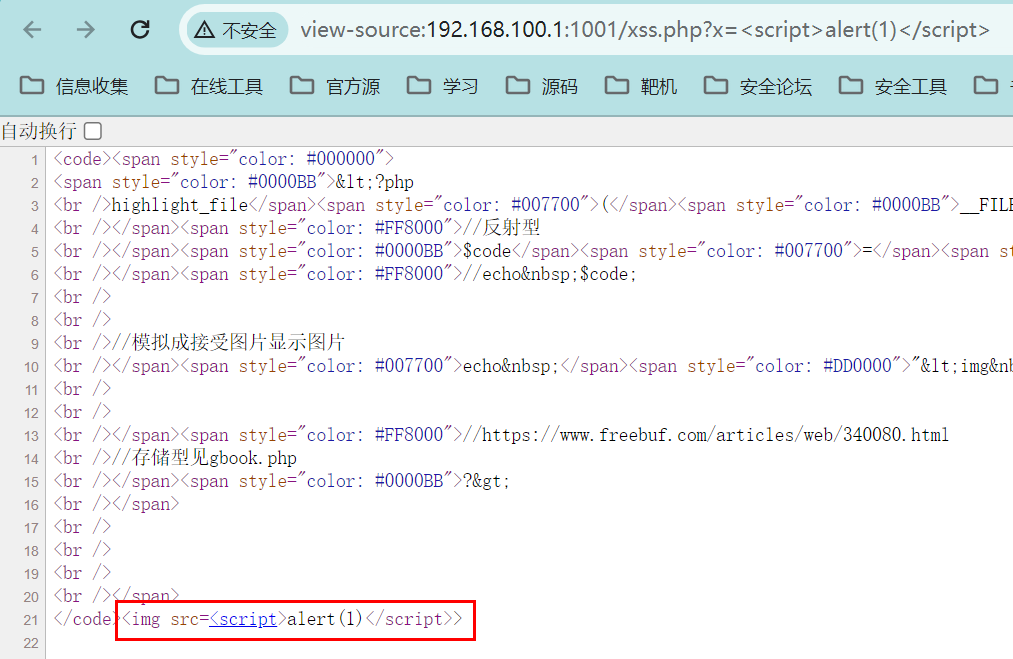 不安全 view-source:192.168.100.1:1001/xss.php?x=<script>alert(1)</script>
信息收集 在线工具 官方源 学习 源码 靶机 安全论坛 安全工具
自动换行
1 <code><span style="color: #000000">
2 <span style="color: #0000BB">&lt;?php
3 <br />highlight_file</span><span style="color: #007700">(</span><span style="color: #0000BB">__FILE
4 <br /></span><span style="color: #FF8000">//反射型
5 <br /></span><span style="color: #0000BB">$code</span><span style="color: #007700">=</span><span st
6 <br /></span><span style="color: #FF8000">//echo&nbsp;$code;
7 <br />
8 <br />
9 <br />//模拟成接受图片显示图片
10 <br /></span><span style="color: #007700">echo&nbsp;</span><span style="color: #DD0000">"&lt;img&nb
11 <br />
12 <br />
13 <br /></span><span style="color: #FF8000">//https://www.freebuf.com/articles/web/340080.html
14 <br />//存储型见gbook.php
15 <br /></span><span style="color: #0000BB">?&gt;
16 <br /></span>
17 <br />
18 <br />
19 <br />
20 <br /></span>
21 </code><img src=<script>alert(1)</script>>
22